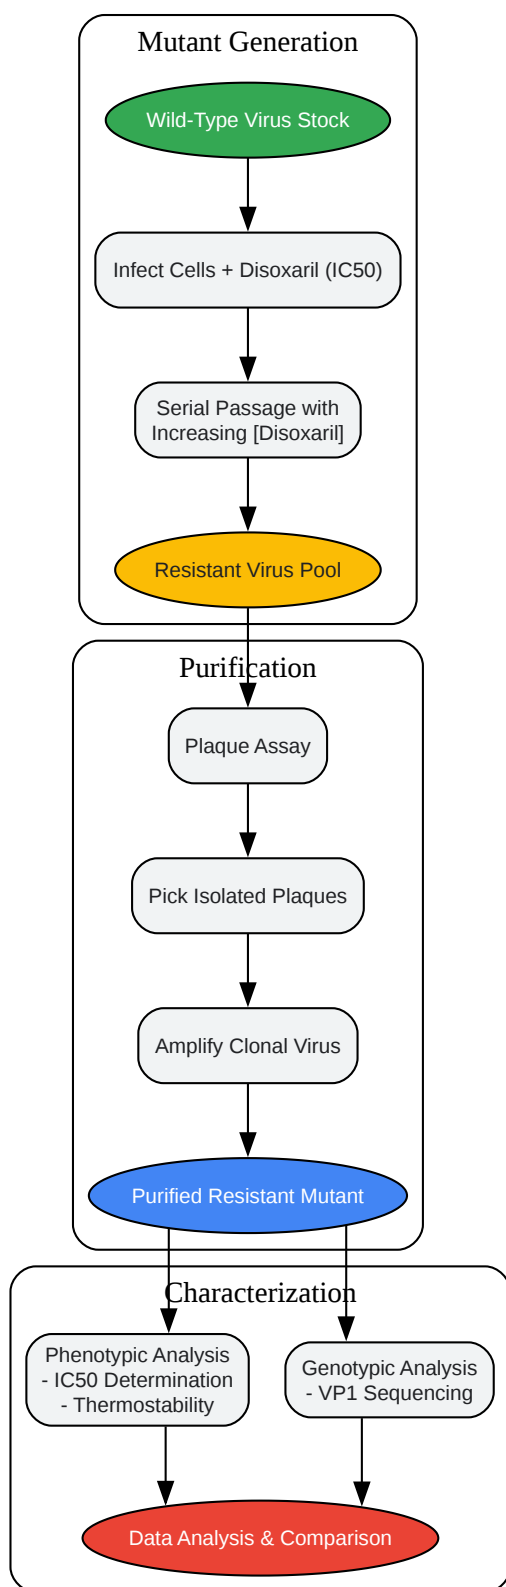 Mutant Generation
Wild-Type Virus Stock
Infect Cells + Disoxaril (IC50)
Serial Passage with
Increasing [Disoxaril]
Resistant Virus Pool
Purification
Plaque Assay
Pick Isolated Plaques
Amplify Clonal Virus
Purified Resistant Mutant
Characterization
Phenotypic Analysis
- IC50 Determination
- Thermostability
Genotypic Analysis
- VP1 Sequencing
Data Analysis & Comparison